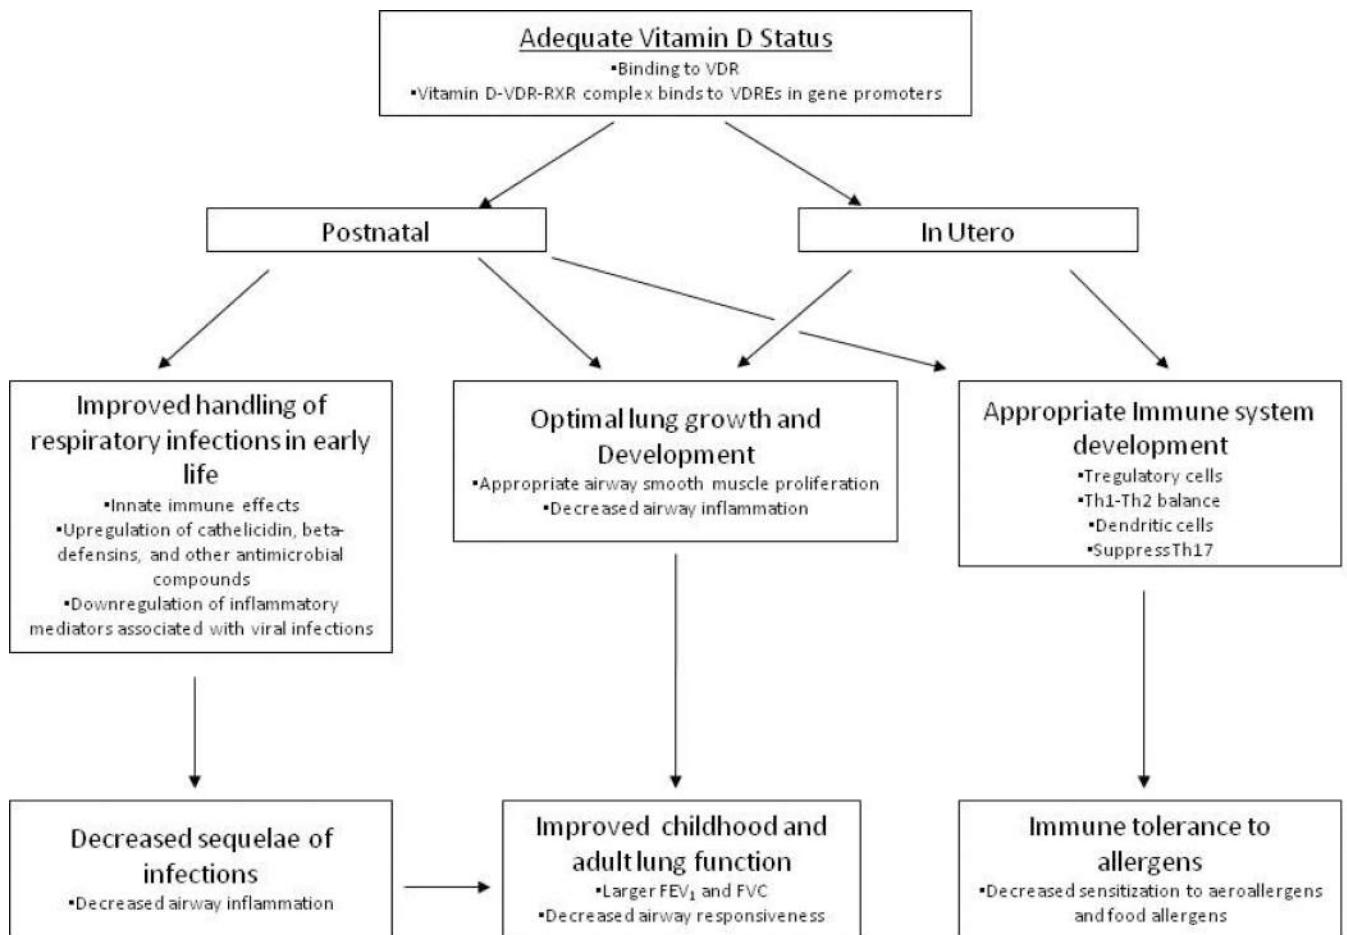 Adequate Vitamin D Status
▪Binding to VDR
▪Vitamin D-VDR-RXR complex binds to VDREs in gene promoters
Postnatal
In Utero
Improved handling of
respiratory infections in early
life
▪Innate immune effects
▪Upregulation of cathelicidin, beta-
defensins, and other antimicrobial
compounds
▪Downregulation of inflammatory
mediators associated with viral infections
Optimal lung growth and
Development
▪Appropriate airway smooth muscle proliferation
▪Decreased airway inflammation
Appropriate Immune system
development
▪Tregulatory cells
▪Th1-Th2 balance
▪Dendritic cells
▪SuppressTh17
Decreased sequelae of
infections
▪Decreased airway inflammation
Improved childhood and
adult lung function
▪Larger FEV₁ and FVC
▪Decreased airway responsiveness
Immune tolerance to
allergens
▪Decreased sensitization to aeroallergens
and food allergens